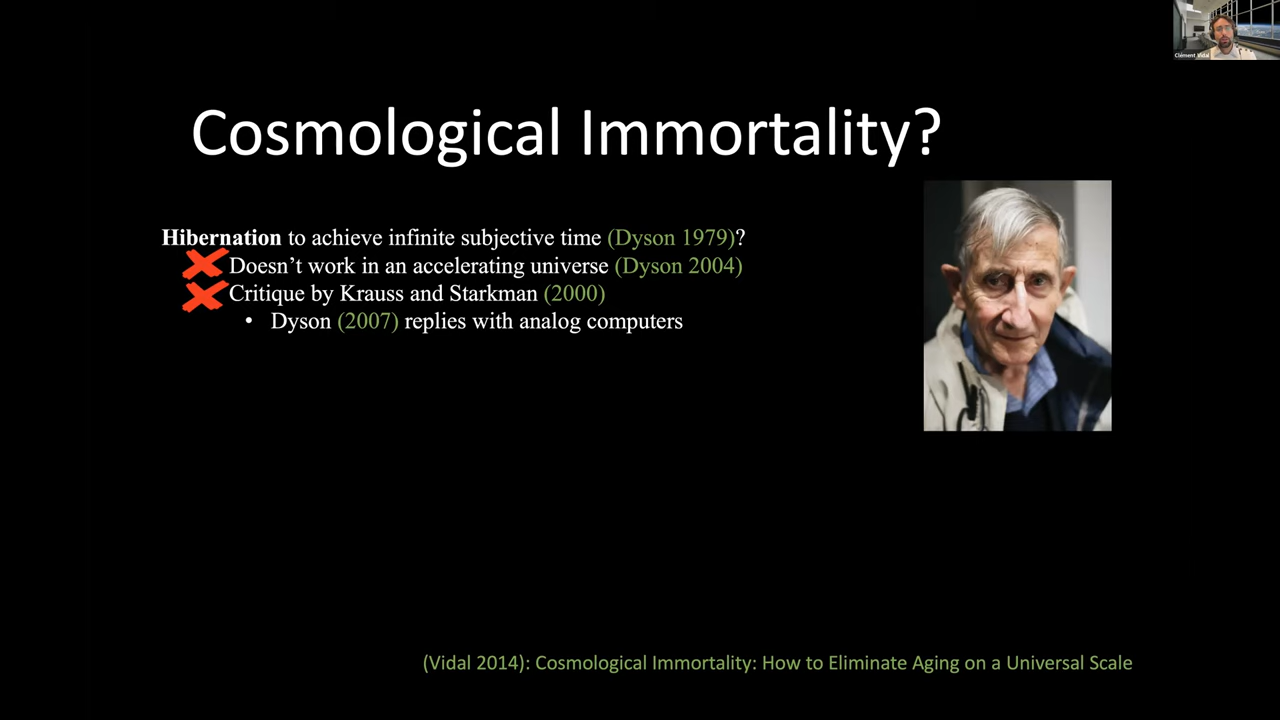 Clément Vidal
Cosmological Immortality?
Hibernation to achieve infinite subjective time (Dyson 1979)?
Doesn’t work in an accelerating universe (Dyson 2004)
Critique by Krauss and Starkman (2000)
• Dyson (2007) replies with analog computers
(Vidal 2014): Cosmological Immortality: How to Eliminate Aging on a Universal Scale